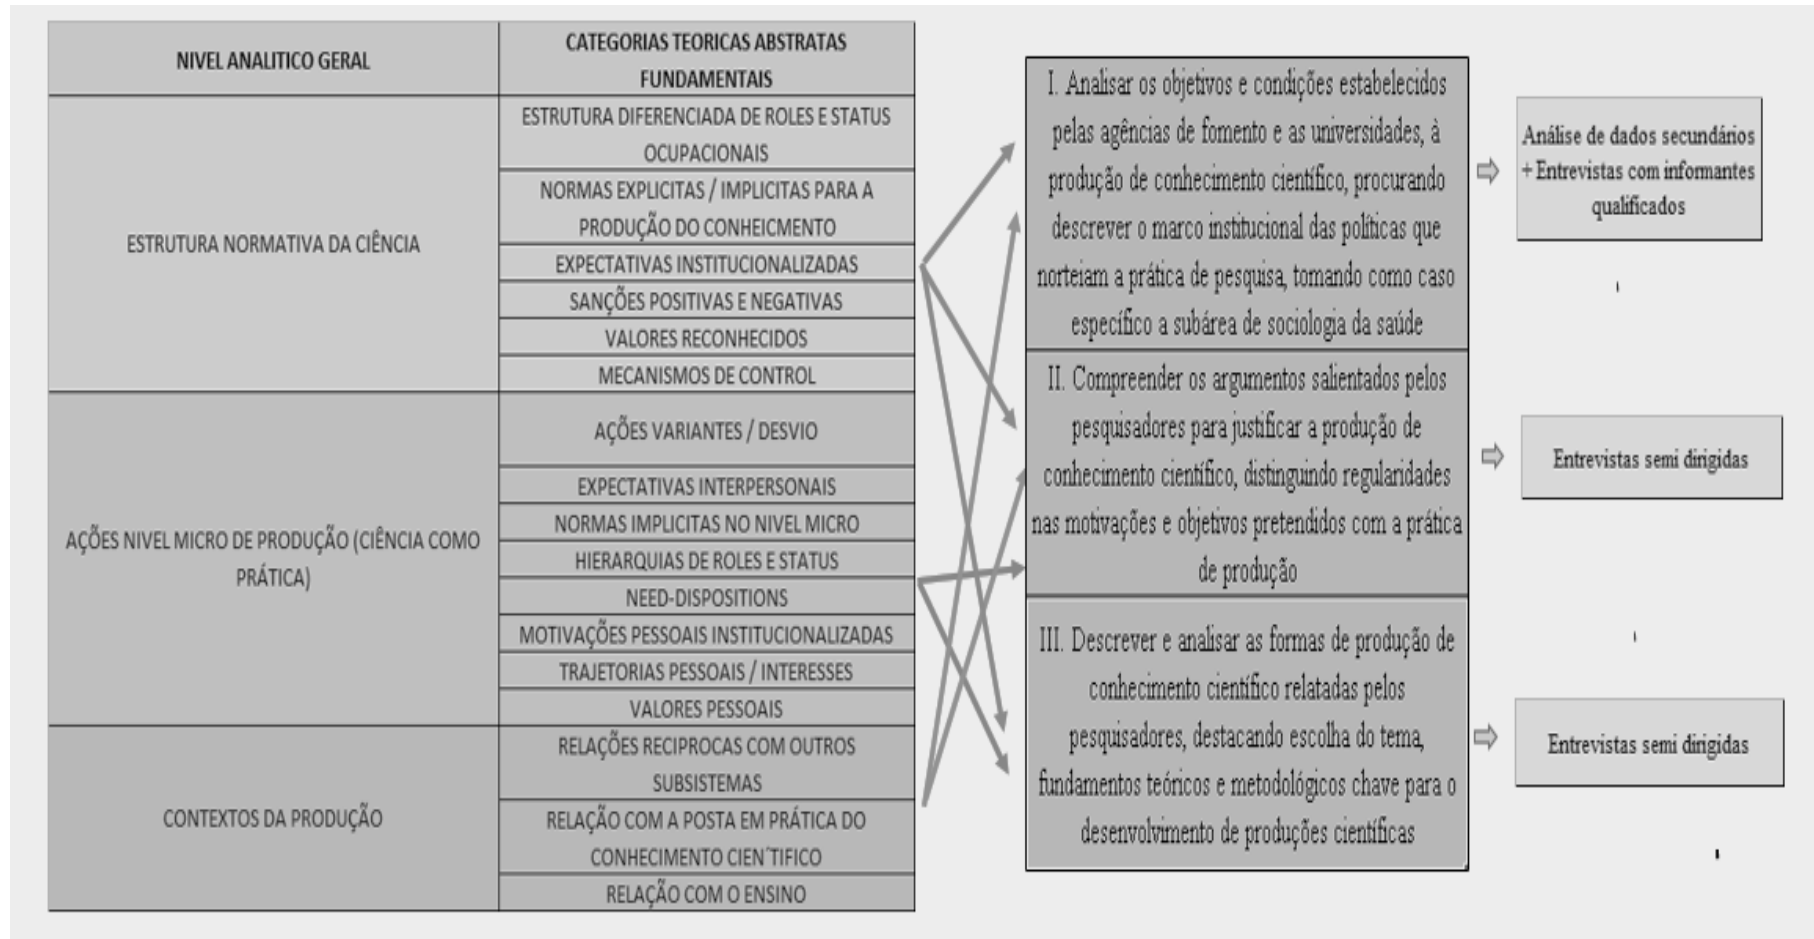 NIVEL ANALITICO GERAL
CATEGORIAS TEORICAS ABSTRATAS
FUNDAMENTAIS
ESTRUTURA NORMATIVA DA CIÊNCIA
ESTRUTURA DIFERENCIADA DE ROLES E STATUS
OCUPACIONAIS
NORMAS EXPLICITAS / IMPLICITAS PARA A
PRODUÇÃO DO CONHEICMENTO
EXPECTATIVAS INSTITUCIONALIZADAS
SANÇÕES POSITIVAS E NEGATIVAS
VALORES RECONHECIDOS
MECANISMOS DE CONTROL
AÇÕES NIVEL MICRO DE PRODUÇÃO (CIÊNCIA COMO
PRÁTICA)
AÇÕES VARIANTES / DESVIO
EXPECTATIVAS INTERPERSONAIS
NORMAS IMPLICITAS NO NIVEL MICRO
HIERARQUIAS DE ROLES E STATUS
NEED-DISPOSITIONS
MOTIVAÇÕES PESSOAIS INSTITUCIONALIZADAS
TRAJETORIAS PESSOAIS / INTERESSES
VALORES PESSOAIS
CONTEXTOS DA PRODUÇÃO
RELAÇÕES RECIPROCAS COM OUTROS
SUBSISTEMAS
RELAÇÃO COM A POSTA EM PRÁTICA DO
CONHECIMENTO CIEN´TIFICO
RELAÇÃO COM O ENSINO
I. Analisar os objetivos e condições estabelecidos
pelas agências de fomento e as universidades, à
produção de conhecimento científico, procurando
descrever o marco institucional das políticas que
norteiam a prática de pesquisa, tomando como caso
específico a subárea de sociologia da saúde
II. Compreender os argumentos salientados pelos
pesquisadores para justificar a produção de
conhecimento científico, distinguindo regularidades
nas motivações e objetivos pretendidos com a prática
de produção
III. Descrever e analisar as formas de produção de
conhecimento científico relatadas pelos
pesquisadores, destacando escolha do tema,
fundamentos teóricos e metodológicos chave para o
desenvolvimento de produções científicas
Análise de dados secundários
+ Entrevistas com informantes
qualificados
Entrevistas semi dirigidas
Entrevistas semi dirigidas